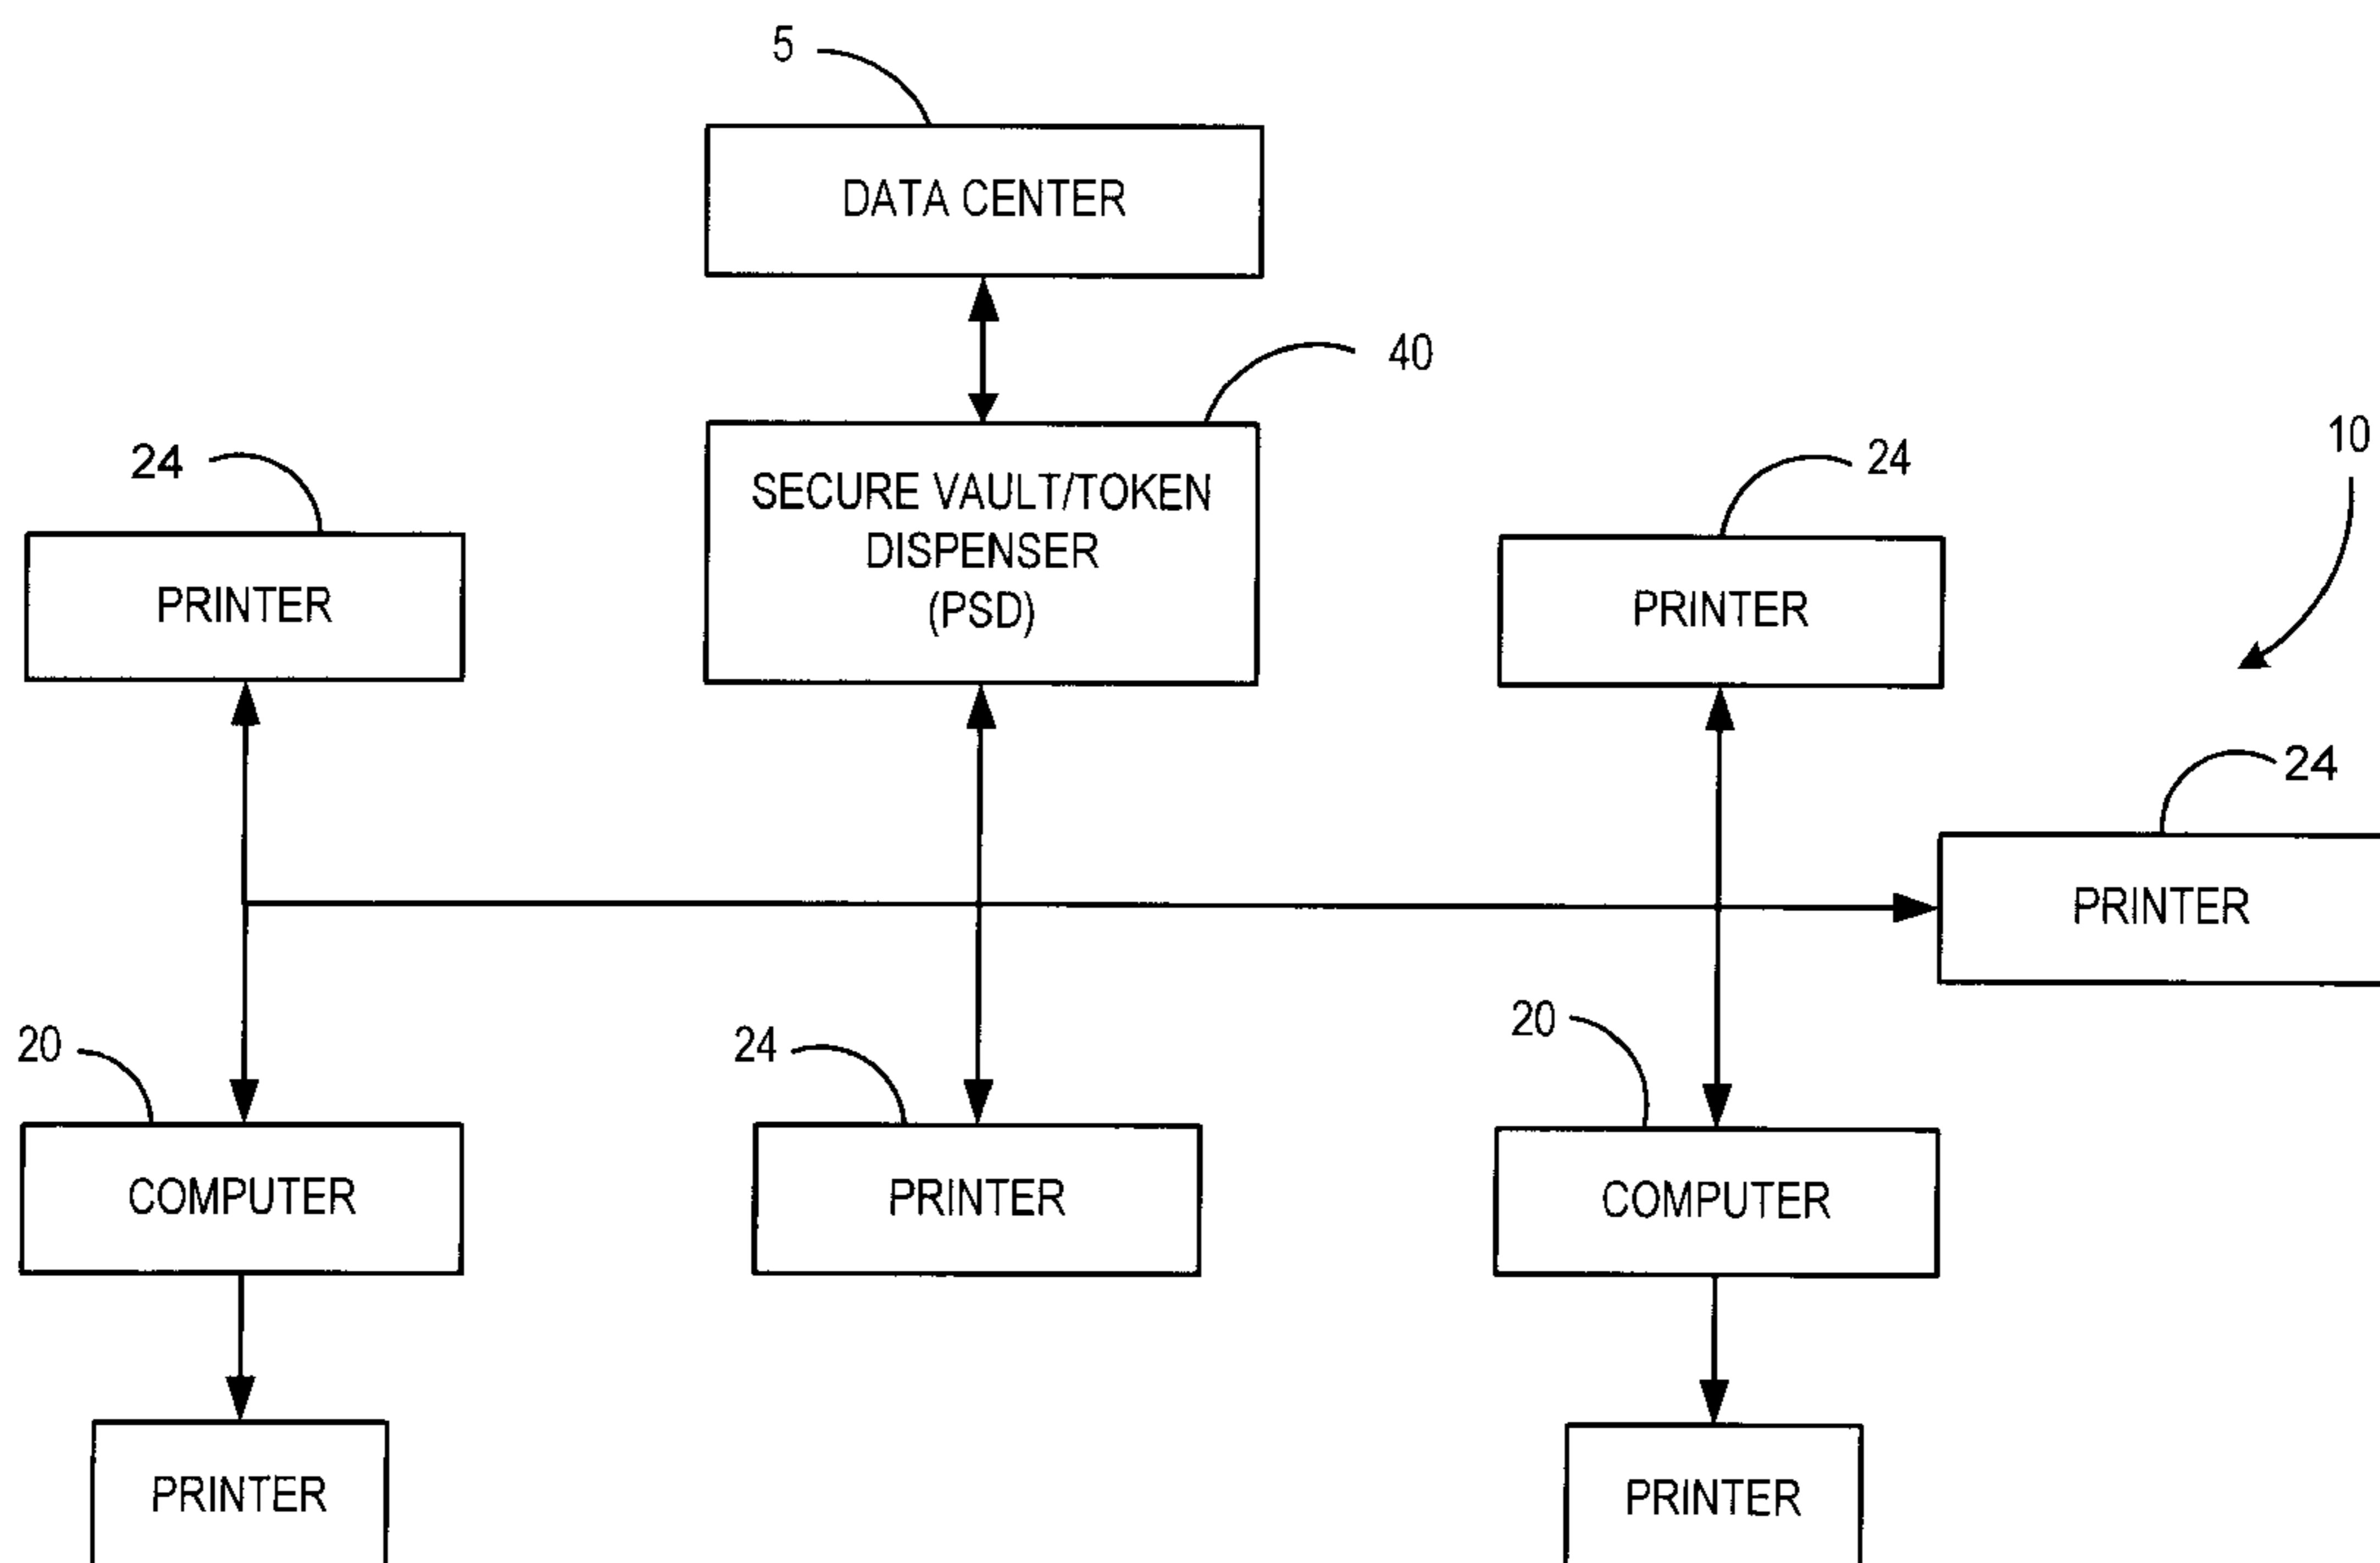 5
DATA CENTER
40
SECURE VAULT/TOKEN
DISPENSER
(PSD)
24
PRINTER
24
PRINTER
10
24
PRINTER
20
COMPUTER
24
PRINTER
20
COMPUTER
PRINTER
PRINTER